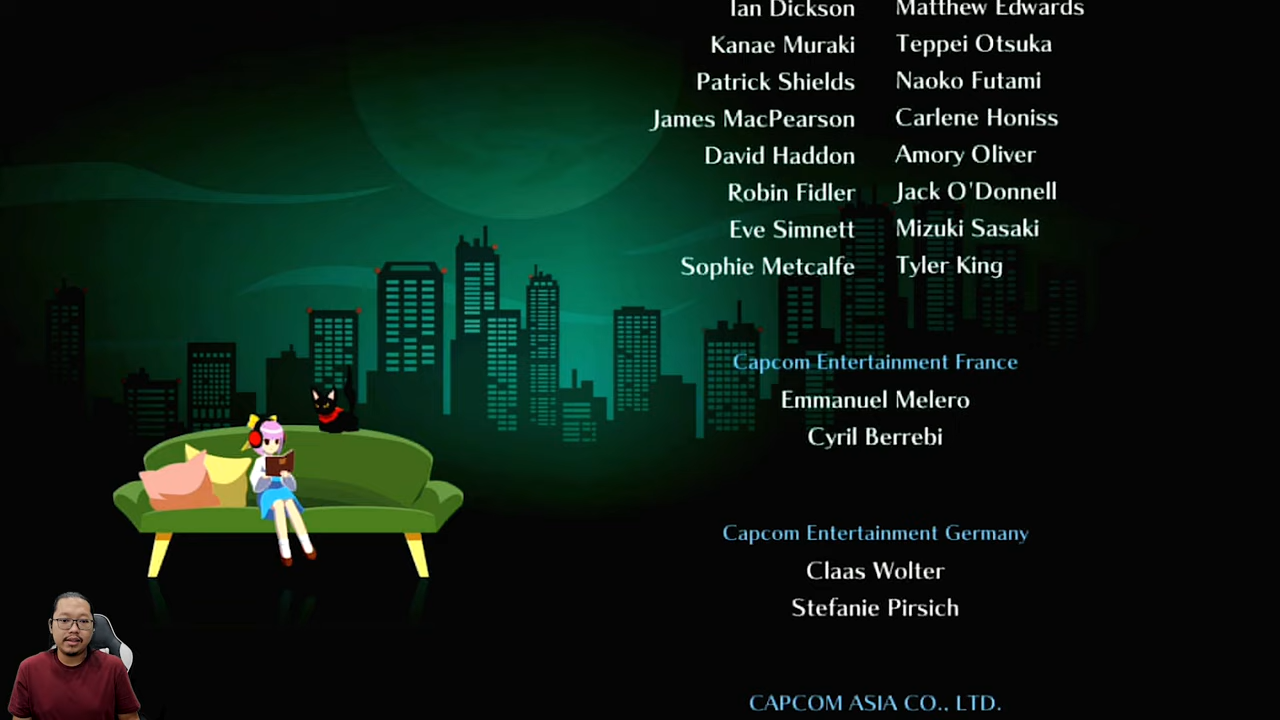 Ian Dickson Matthew Edwards
Kanae Muraki Teppei Otsuka
Patrick Shields Naoko Futami
James MacPearson Carlene Honiss
David Haddon Amory Oliver
Robin Fidler Jack O'Donnell
Eve Simnett Mizuki Sasaki
Sophie Metcalfe Tyler King
Capcom Entertainment France
Emmanuel Melero
Cyril Berrebi
Capcom Entertainment Germany
Claas Wolter
Stefanie Pirsich
CAPCOM ASIA CO., LTD.